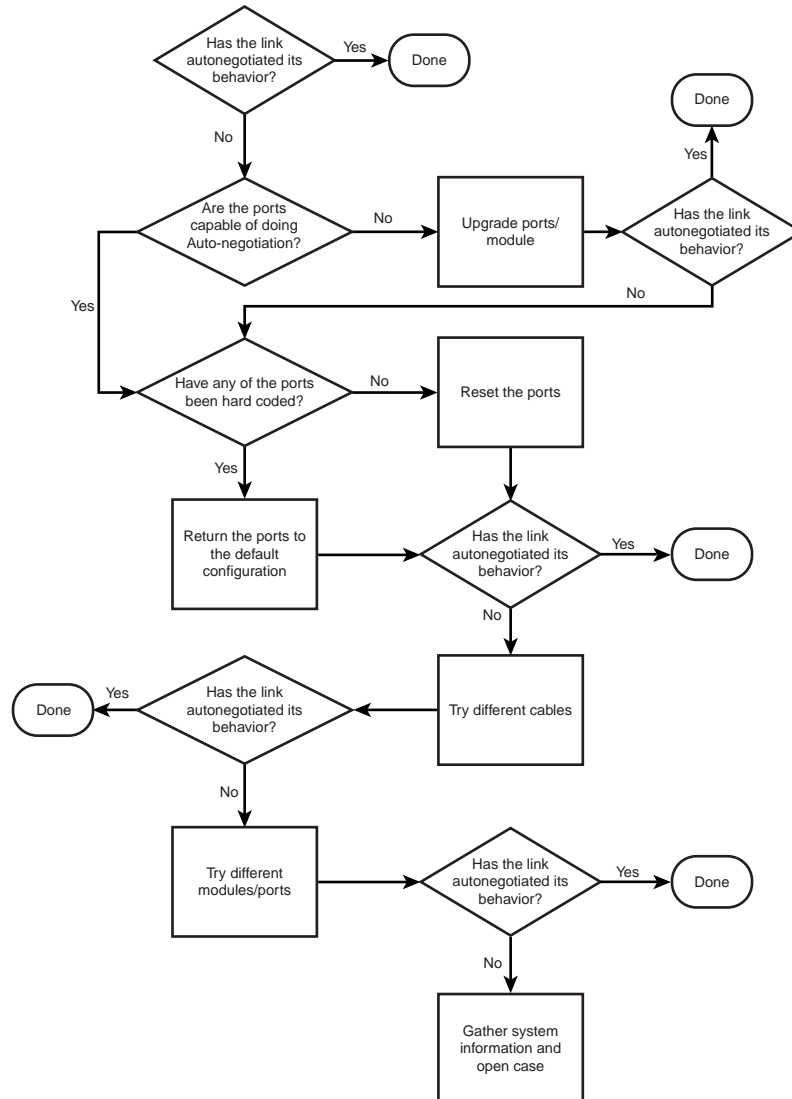 Has the link
autonegotiated its
behavior?
Yes
Done
No
Done
Yes
Are the ports
capable of doing
Auto-negotiation?
No
Upgrade ports/
module
Has the link
autonegotiated its
behavior?
Yes
No
Have any of the ports
been hard coded?
No
Reset the ports
Yes
Return the ports to
the default
configuration
Has the link
autonegotiated its
behavior?
Yes
Done
No
Try different cables
Has the link
autonegotiated its
behavior?
Yes
Done
No
Try different
modules/ports
Has the link
autonegotiated its
behavior?
Yes
Done
No
Gather system
information and
open case